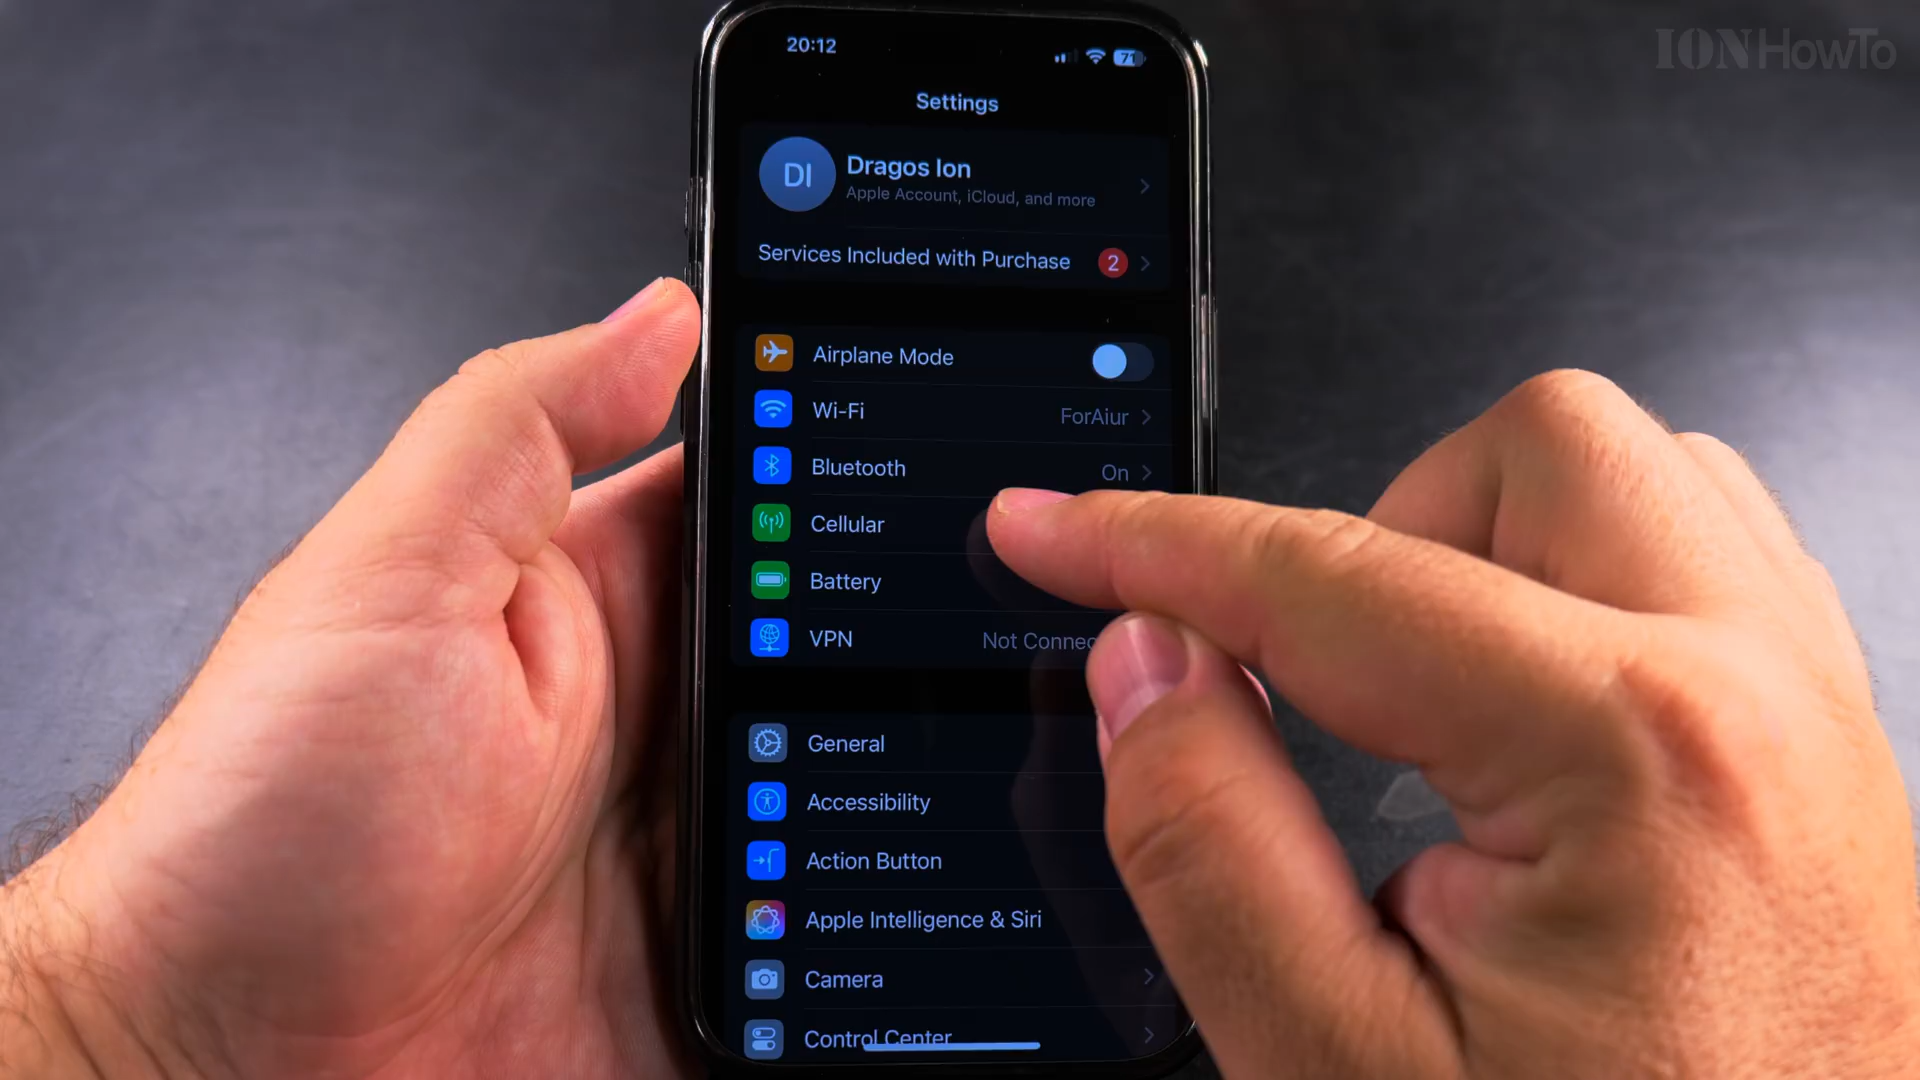 IONHowTo
20:12
71
Settings
DI
Dragos Ion
Apple Account, iCloud, and more
Services Included with Purchase
2
Airplane Mode
Wi-Fi
ForAiur
Bluetooth
On
Cellular
Battery
VPN
Not Connec
General
Accessibility
Action Button
Apple Intelligence & Siri
Camera
Control Center